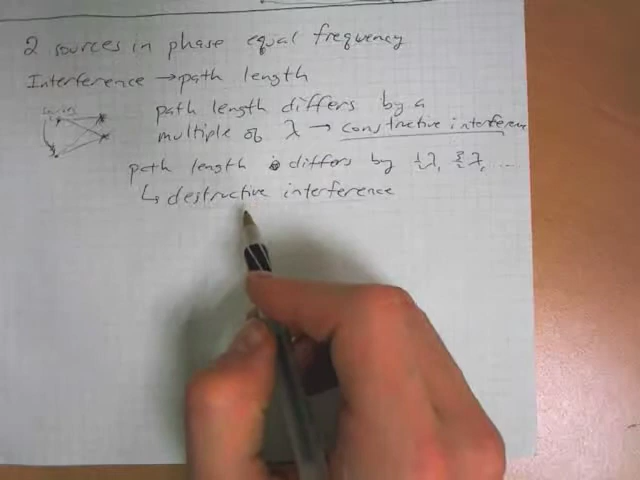 2 sources in phase equal frequency
Interference → path length
path length differs by a
multiple of λ → constructive interference
path length differs by ½λ, 3/2λ, ...
↳ destructive interference